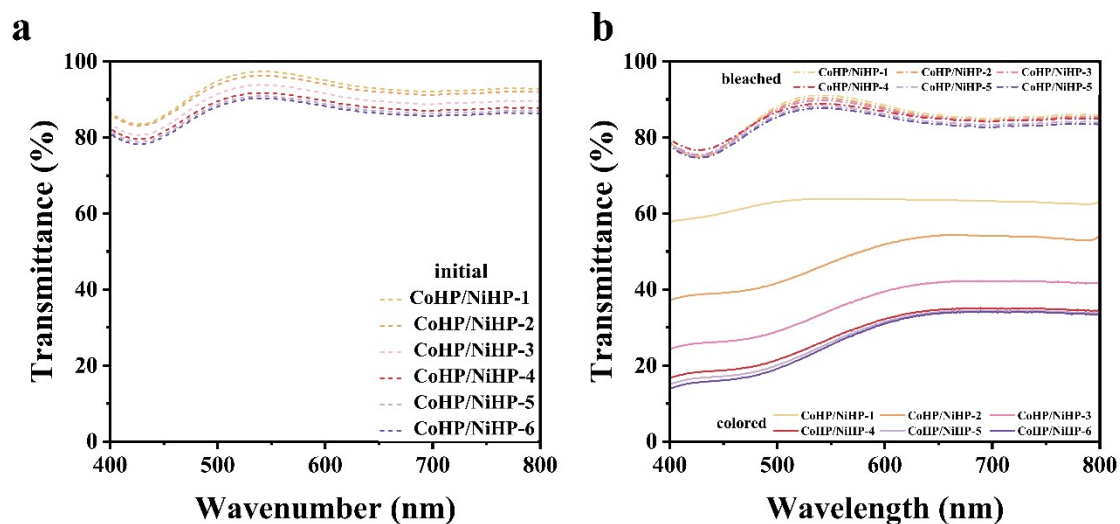 a
100
80
60
40
20
0
Transmittance (%)
initial
CoHP/NiHP-1
CoHP/NiHP-2
CoHP/NiHP-3
CoHP/NiHP-4
CoHP/NiHP-5
CoHP/NiHP-6
400 500 600 700 800
Wavenumber (nm)
b
100
80
60
40
20
0
Transmittance (%)
bleached
CoHP/NiHP-1 CoHP/NiHP-2 CoHP/NiHP-3
CoHP/NiHP-4 CoHP/NiHP-5 CoHP/NiHP-5
colored
CoHP/NiHP-1 CoHP/NiHP-2 CoHP/NiHP-3
CoHP/NiHP-4 CoHP/NiHP-5 CoHP/NiHP-6
400 500 600 700 800
Wavelength (nm)